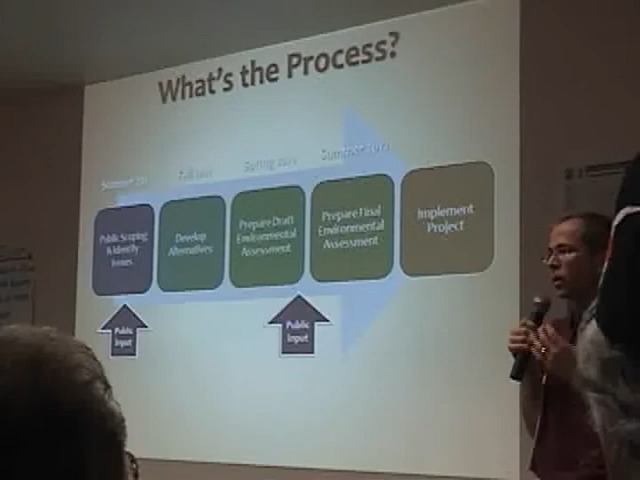 What's the Process?
Public Scoping
& Identify
Issues
Develop
Alternatives
Prepare Draft
Environmental
Assessment
Prepare Final
Environmental
Assessment
Implement
Project
Public
Input
Public
Input